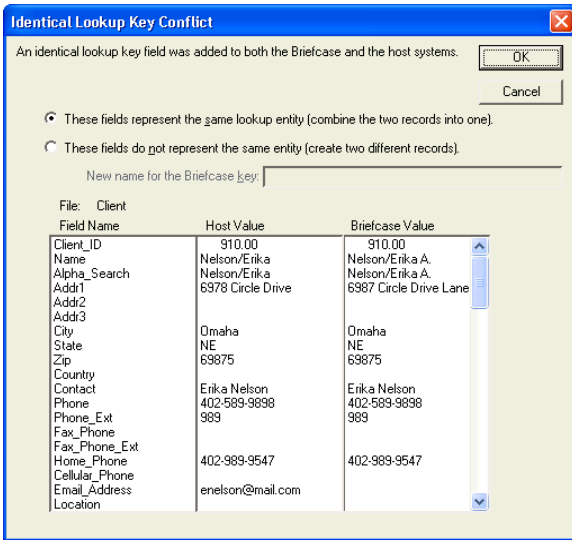 Identical Lookup Key Conflict
An identical lookup key field was added to both the Briefcase and the host systems.
OK
Cancel
These fields represent the same lookup entity (combine the two records into one).
These fields do not represent the same entity (create two different records).
New name for the Briefcase key:
File: Client
Field Name Host Value Briefcase Value
Client_ID 910.00 910.00
Name Nelson/Erika Nelson/Erika A.
Alpha_Search Nelson/Erika Nelson/Erika A.
Addr1 6978 Circle Drive 6987 Circle Drive Lane
Addr2
Addr3
City Omaha Omaha
State NE NE
Zip 69875 69875
Country
Contact Erika Nelson Erika Nelson
Phone 402-589-9898 402-589-9898
Phone_Ext 989 989
Fax_Phone
Fax_Phone_Ext
Home_Phone 402-989-9547 402-989-9547
Cellular_Phone
Email_Address enelson@mail.com
Location